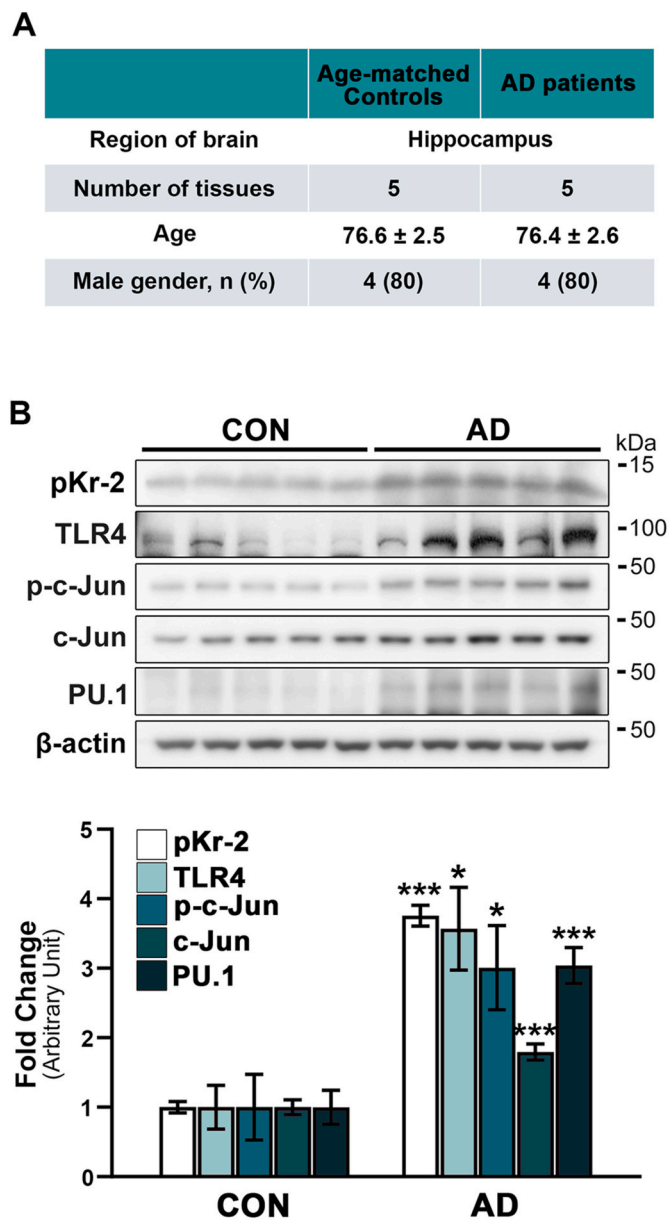 A
Age-matched Controls
AD patients
Region of brain
Hippocampus
Number of tissues
5
5
Age
76.6 ± 2.5
76.4 ± 2.6
Male gender, n (%)
4 (80)
4 (80)
B
CON
AD
kDa
pKr-2
15
TLR4
100
p-c-Jun
50
c-Jun
50
PU.1
50
β-actin
50
Fold Change
(Arbitrary Unit)
5
4
3
2
1
0
pKr-2
TLR4
p-c-Jun
c-Jun
PU.1
***
*
*
***
***
CON
AD